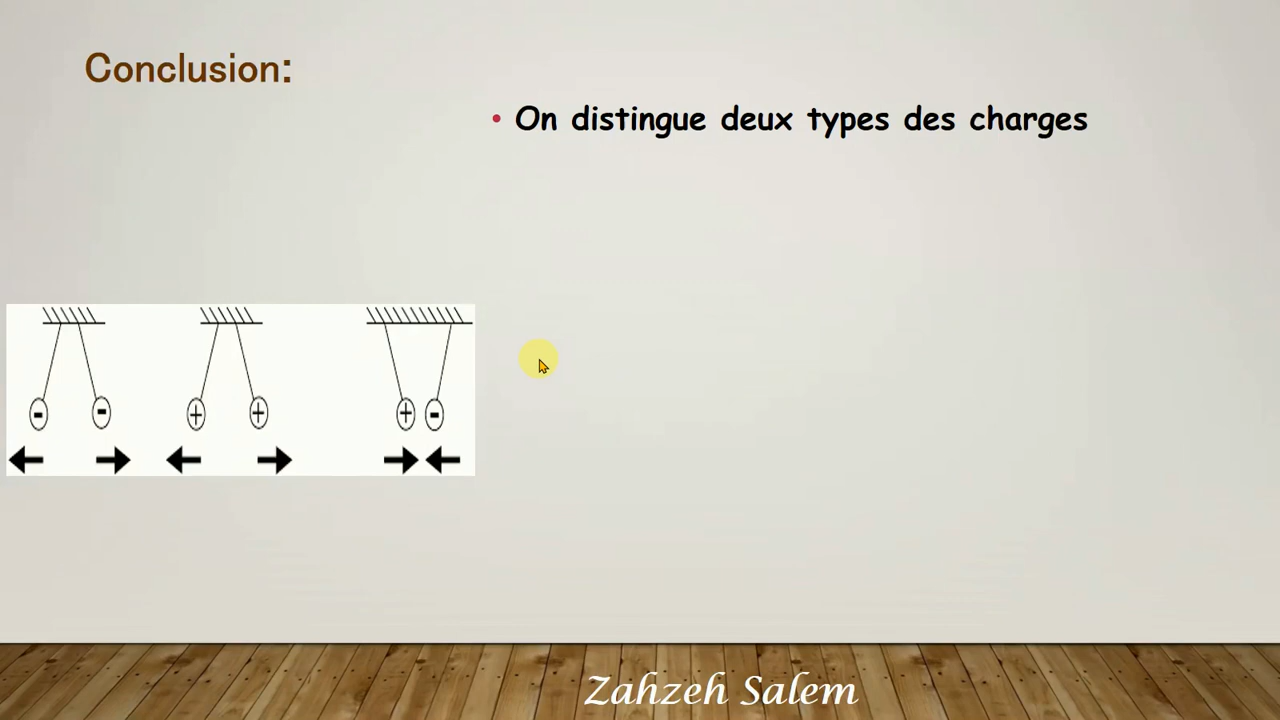 Conclusion:
On distingue deux types des charges
- - + + + -
Zahzeh Salem